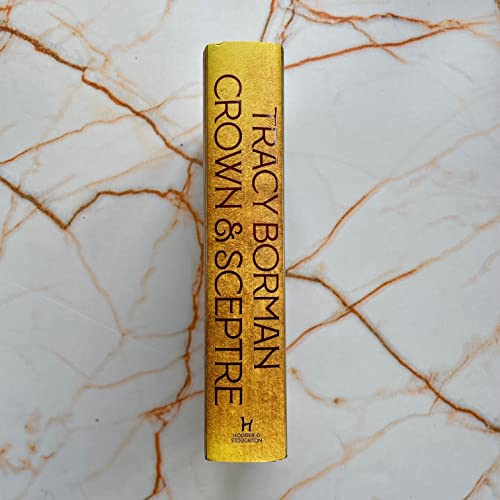 TRACY BORMAN
CROWN & SCEPTRE
H
HODDER &
STOUGHTON